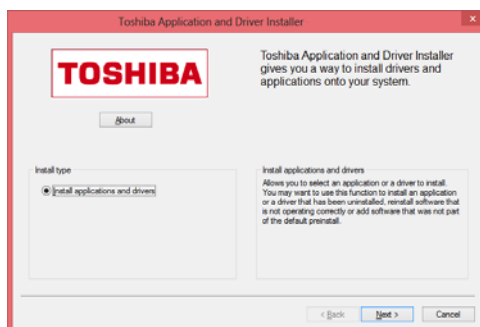 Toshiba Application and Driver Installer
x
TOSHIBA
Toshiba Application and Driver Installer
gives you a way to install drivers and
applications onto your system.
About
Install type
Install applications and drivers
Install applications and drivers
Allows you to select an application or a driver to install.
You may want to use this function to install an application
or a driver that has been uninstalled, reinstall software that
is not operating correctly or add software that was not part
of the default preinstall.
< Back
Next >
Cancel